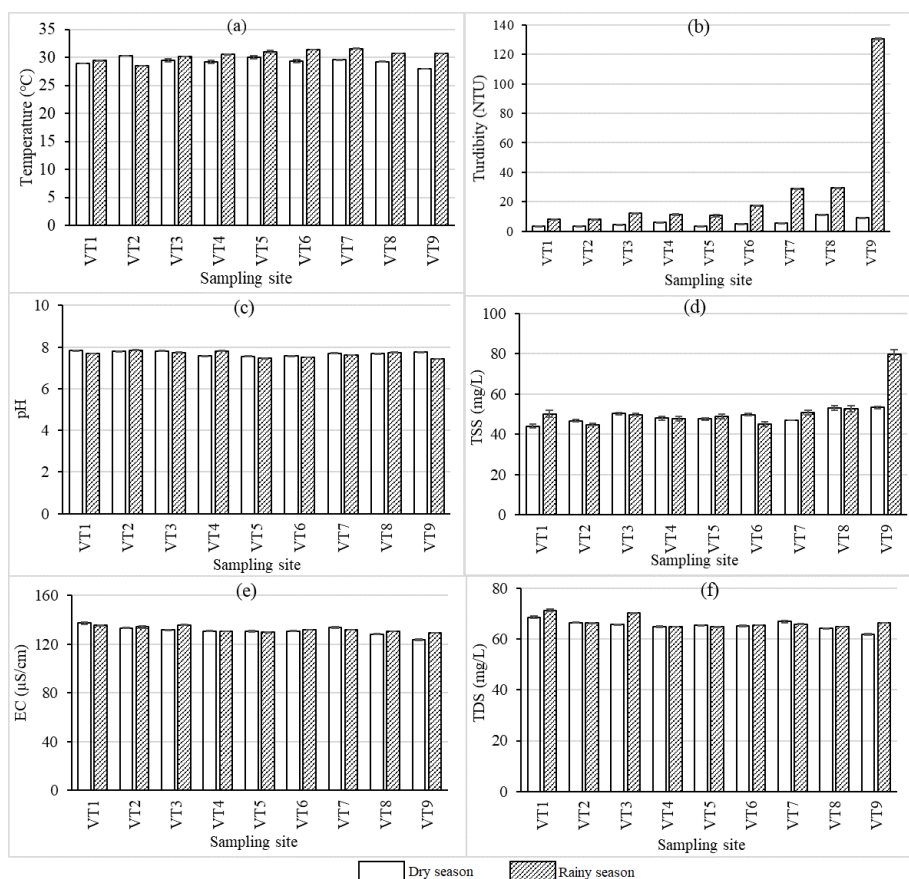 (a)
Temperature (°C)
35
30
25
20
15
10
5
0
VT1 VT2 VT3 VT4 VT5 VT6 VT7 VT8 VT9
Sampling site
(b)
Turdibity (NTU)
140
120
100
80
60
40
20
0
VT1 VT2 VT3 VT4 VT5 VT6 VT7 VT8 VT9
Sampling site
(c)
pH
10
8
6
4
2
0
VT1 VT2 VT3 VT4 VT5 VT6 VT7 VT8 VT9
Sampling site
(d)
TSS (mg/L)
100
80
60
40
20
0
VT1 VT2 VT3 VT4 VT5 VT6 VT7 VT8 VT9
Sampling site
(e)
EC (µS/cm)
160
120
80
40
0
VT1 VT2 VT3 VT4 VT5 VT6 VT7 VT8 VT9
Sampling site
(f)
TDS (mg/L)
80
60
40
20
0
VT1 VT2 VT3 VT4 VT5 VT6 VT7 VT8 VT9
Sampling site
Dry season Rainy season